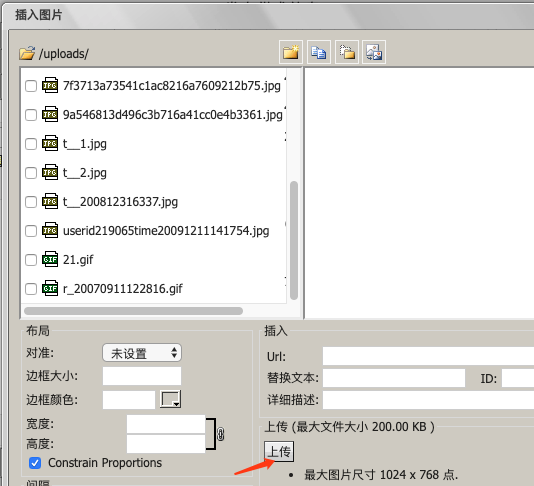 插入图片
/uploads/
JPG 7f3713a73541c1ac8216a7609212b75.jpg
JPG 9a546813d496c3b716a41cc0e4b3361.jpg
JPG t__1.jpg
JPG t__2.jpg
JPG t__200812316337.jpg
JPG userid219065time20091211141754.jpg
GIF 21.gif
GIF r_20070911122816.gif
布局
对准: 未设置
边框大小:
边框颜色:
宽度:
高度:
Constrain Proportions
插入
Url:
替换文本: ID:
详细描述:
上传 (最大文件大小 200.00 KB )
上传
• 最大图片尺寸 1024 x 768 点.
间隔